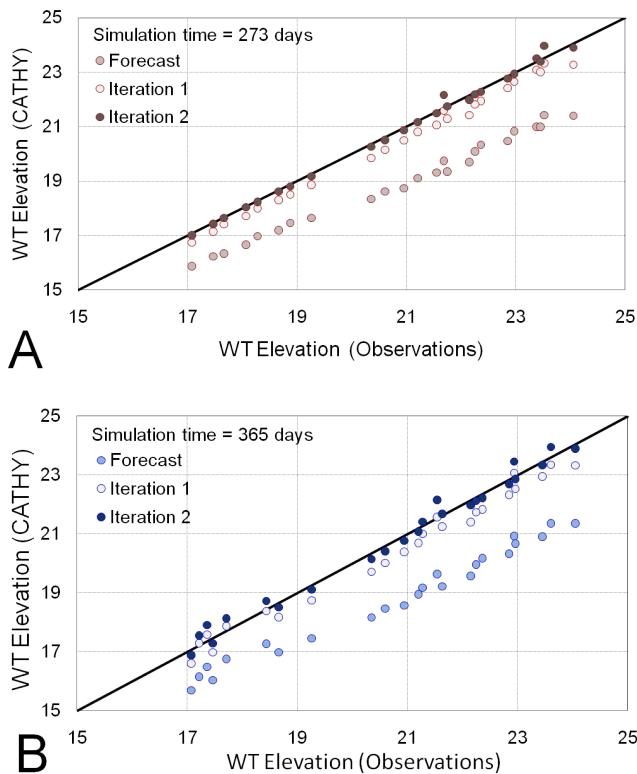 25
23
21
19
17
15
WT Elevation (CATHY)
Simulation time = 273 days
Forecast
Iteration 1
Iteration 2
15 17 19 21 23 25
WT Elevation (Observations)
A
25
23
21
19
17
15
WT Elevation (CATHY)
Simulation time = 365 days
Forecast
Iteration 1
Iteration 2
15 17 19 21 23 25
WT Elevation (Observations)
B